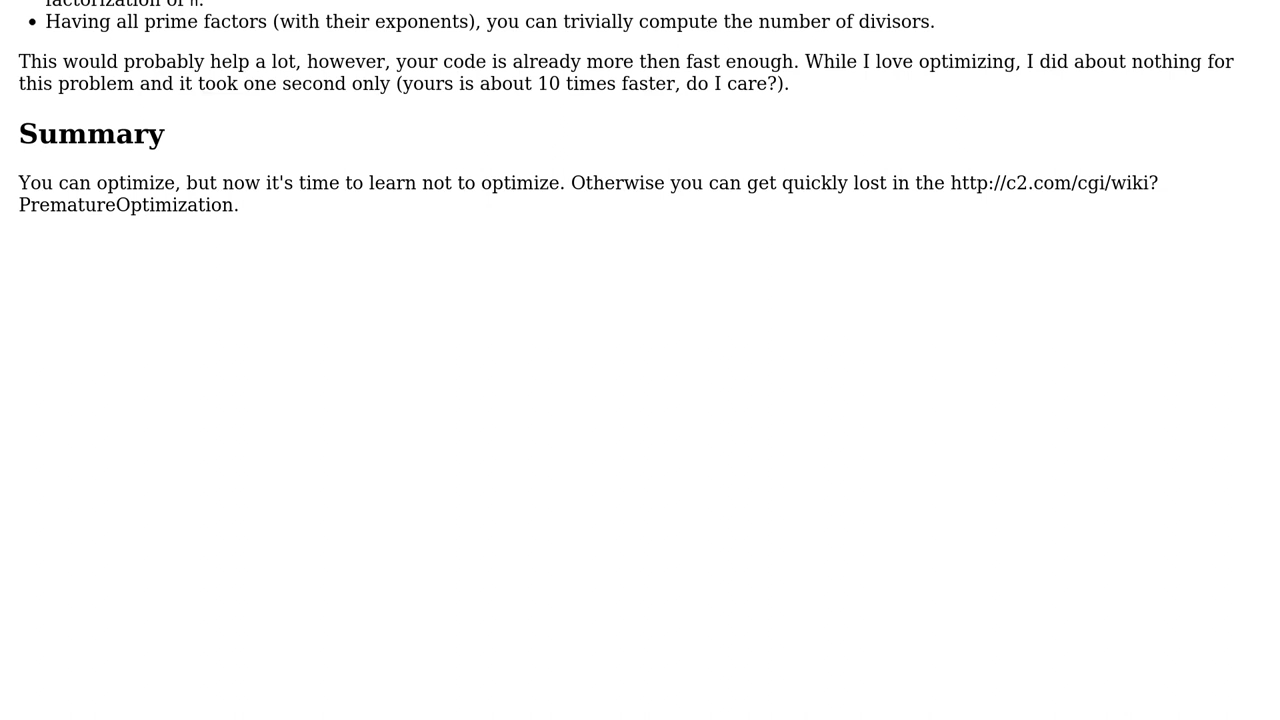 factorization of n.
Having all prime factors (with their exponents), you can trivially compute the number of divisors.
This would probably help a lot, however, your code is already more then fast enough. While I love optimizing, I did about nothing for
this problem and it took one second only (yours is about 10 times faster, do I care?).
Summary
You can optimize, but now it's time to learn not to optimize. Otherwise you can get quickly lost in the http://c2.com/cgi/wiki?
PrematureOptimization.